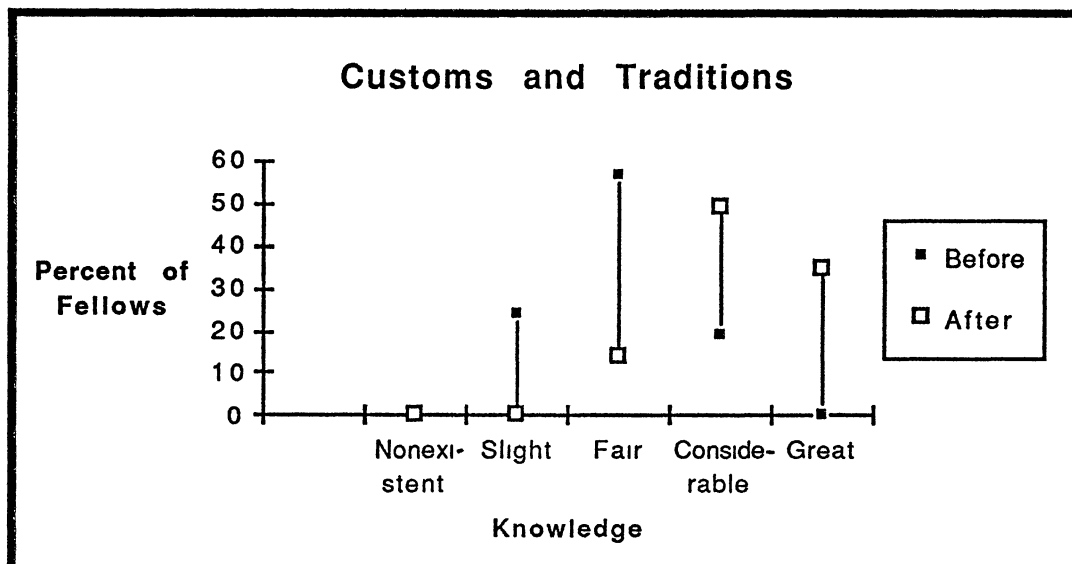 Customs and Traditions
60
50
40
30
20
10
0
Percent of
Fellows
Nonexi-
stent
Slight
Fair
Conside-
rable
Great
Knowledge
Before
After